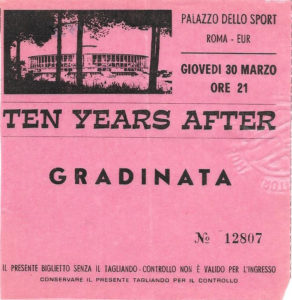 PALAZZO DELLO SPORT
ROMA - EUR
GIOVEDI 30 MARZO
ORE 21
TEN YEARS AFTER
GRADINATA
№ 12807
IL PRESENTE BIGLIETTO SENZA IL TAGLIANDO-CONTROLLO NON È VALIDO PER L'INGRESSO
CONSERVARE IL PRESENTE TAGLIANDO PER IL CONTROLLO